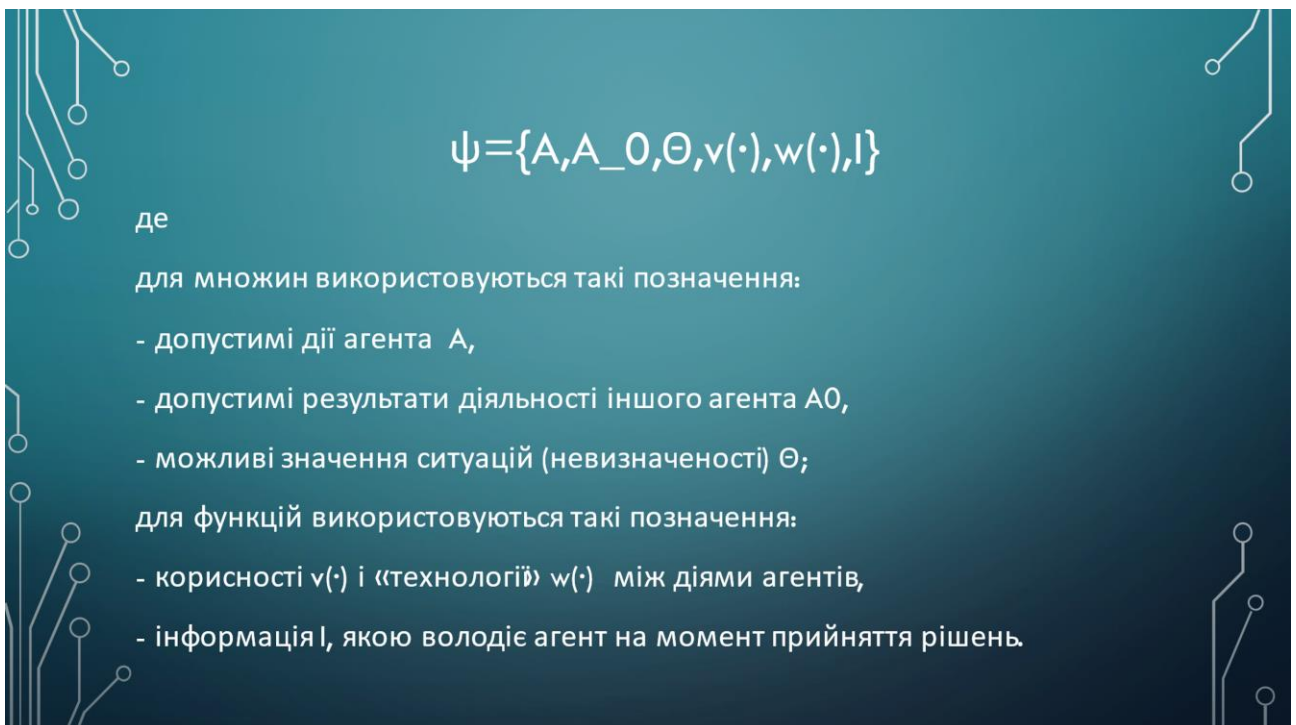 ψ={A,A_0,Θ,v(·),w(·),I}
де
для множин використовуються такі позначення:
- допустимі дії агента A,
- допустимі результати діяльності іншого агента A0,
- можливі значення ситуацій (невизначеності) Θ;
для функцій використовуються такі позначення:
- корисності v(·) і «технології» w(·) між діями агентів,
- інформація I, якою володіє агент на момент прийняття рішень.